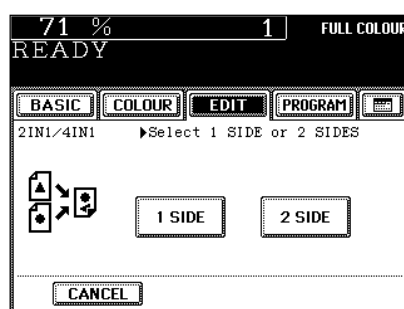 71 % 1 FULL COLOUR
READY
BASIC COLOUR EDIT PROGRAM
2IN1/4IN1 ▶Select 1 SIDE or 2 SIDES
1 SIDE 2 SIDE
CANCEL